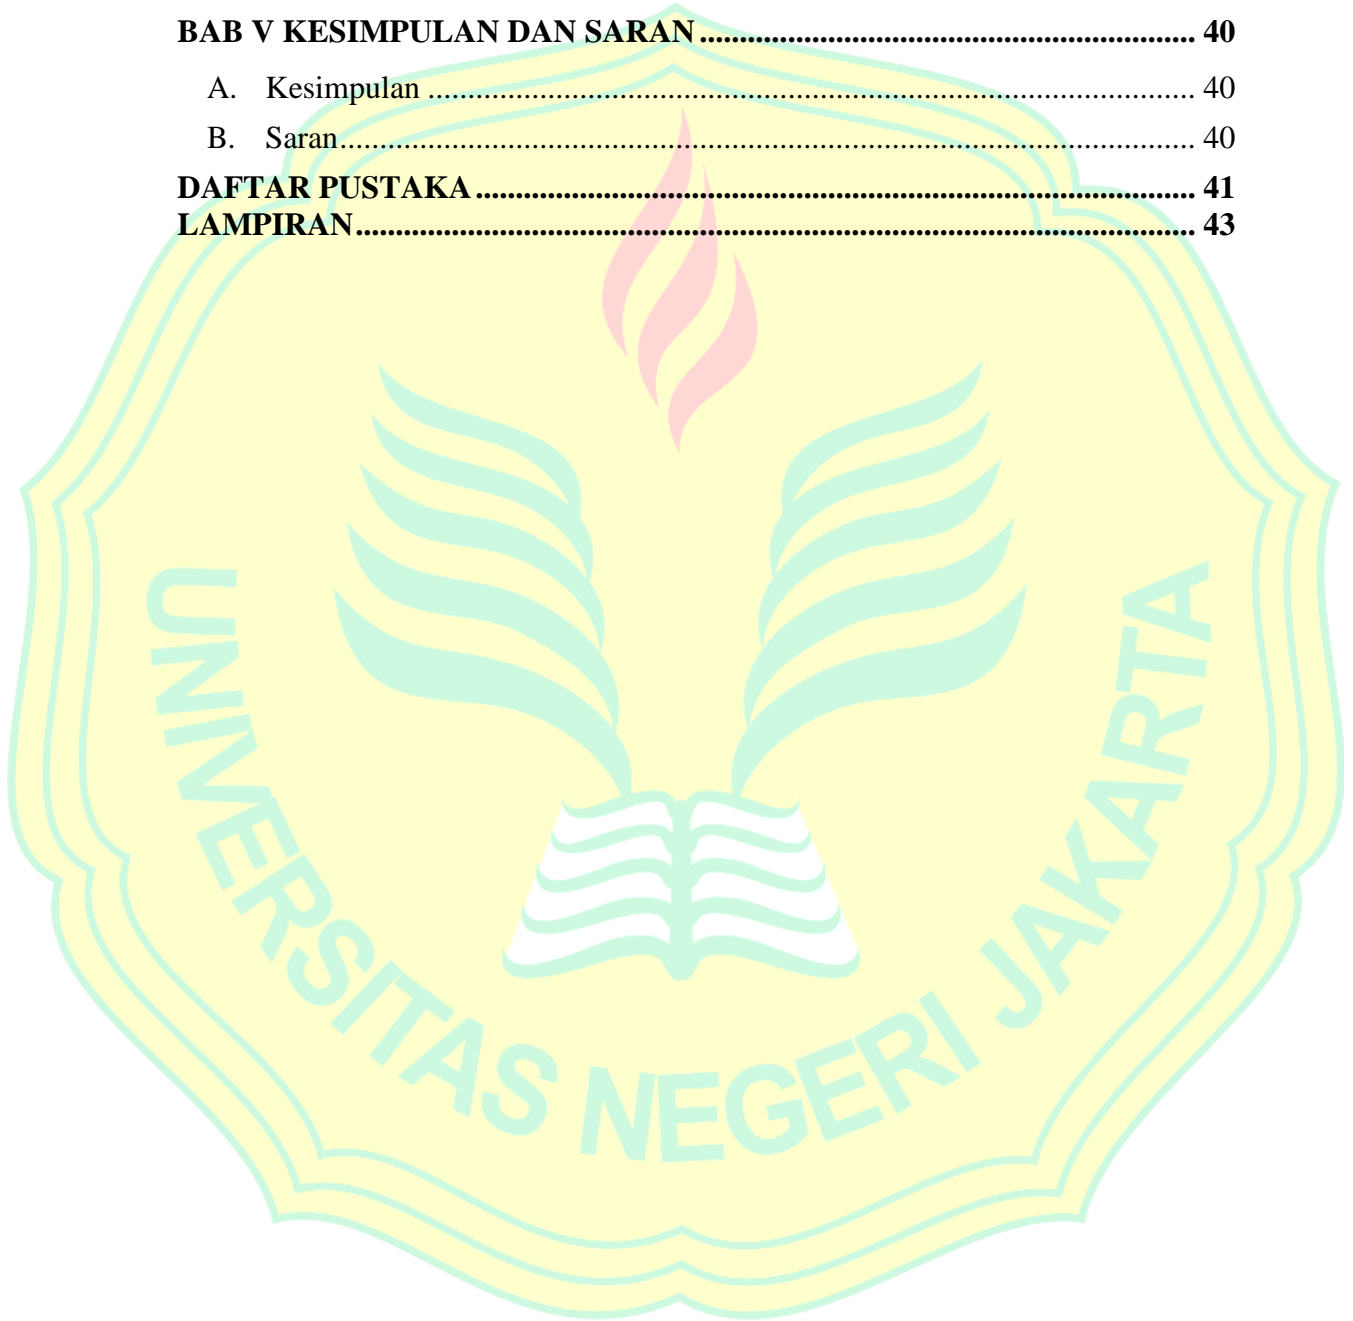 BAB V KESIMPULAN DAN SARAN ............................................................................ 40
A. Kesimpulan ................................................................................................ 40
B. Saran........................................................................................................... 40
DAFTAR PUSTAKA .......................................................................................... 41
LAMPIRAN......................................................................................................... 43
UNIVERSITAS NEGERI JAKARTA